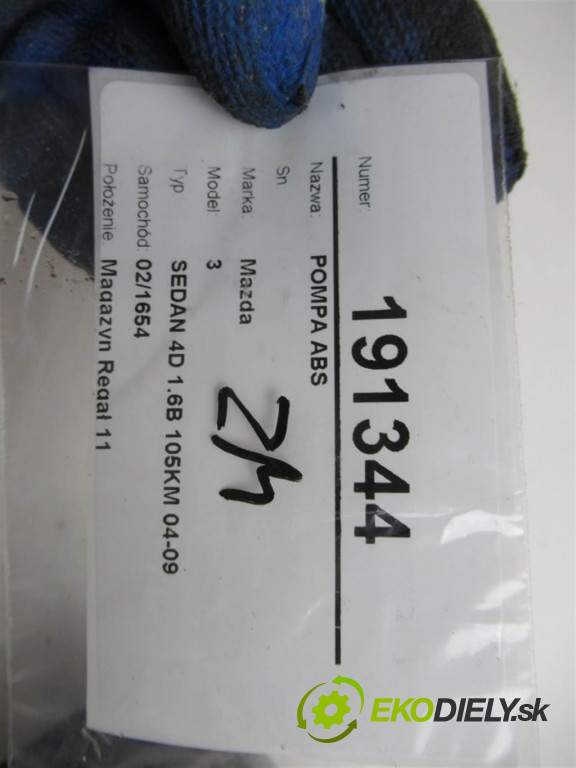 Numer: 191344
Nazwa: POMPA ABS
Sn
Marka: Mazda
Model: 3
Typ: SEDAN 4D 1.6B 105KM 04-09
Samochód: 02/1654
Położenie Magazyn Regał 11
EKODIELY.sk